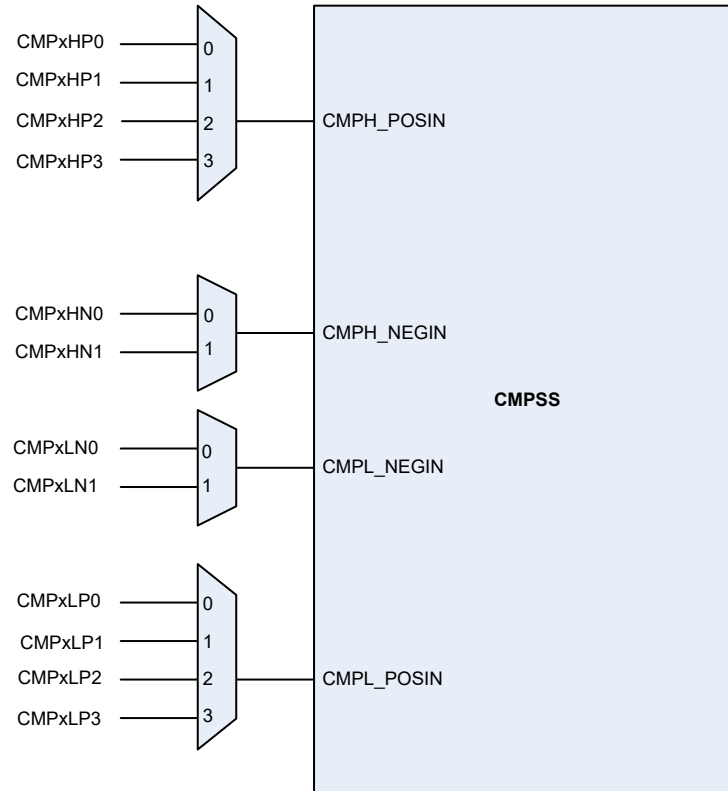 CMPxHP0
0
CMPxHP1
1
CMPxHP2
2
CMPH_POSIN
CMPxHP3
3
CMPxHN0
0
CMPxHN1
1
CMPH_NEGIN
CMPSS
CMPxLN0
0
CMPxLN1
1
CMPL_NEGIN
CMPxLP0
0
CMPxLP1
1
CMPxLP2
2
CMPL_POSIN
CMPxLP3
3